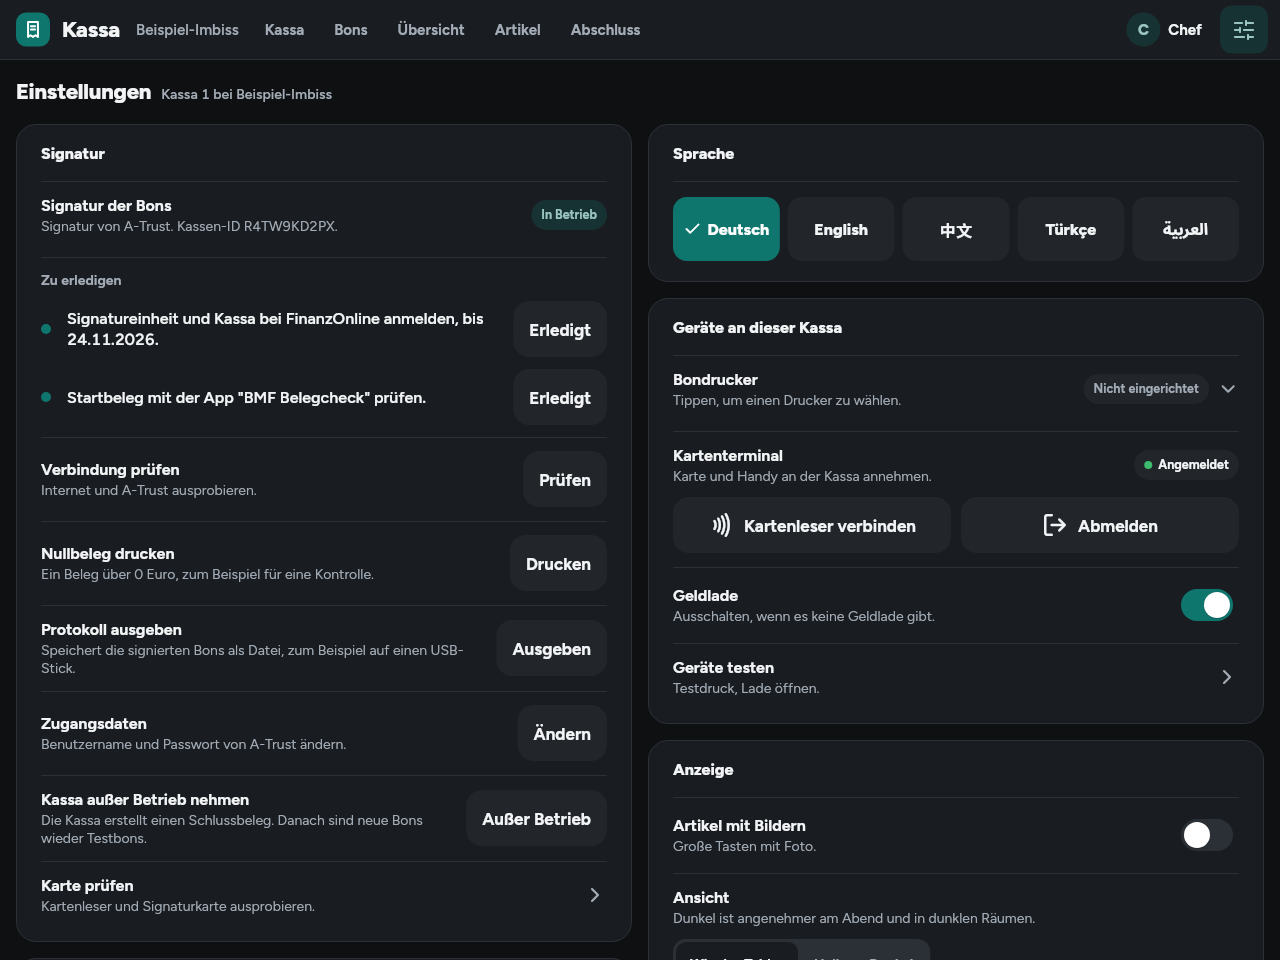 Kassa Beispiel-Imbiss Kassa Bons Übersicht Artikel Abschluss C Chef
Einstellungen Kassa 1 bei Beispiel-Imbiss
Signatur
Signatur der Bons
Signatur von A-Trust. Kassen-ID R4TW9KD2PX.
In Betrieb
Zu erledigen
Signatureinheit und Kassa bei FinanzOnline anmelden, bis
24.11.2026.
Erledigt
Startbeleg mit der App "BMF Belegcheck" prüfen.
Erledigt
Verbindung prüfen
Internet und A-Trust ausprobieren.
Prüfen
Nullbeleg drucken
Ein Beleg über 0 Euro, zum Beispiel für eine Kontrolle.
Drucken
Protokoll ausgeben
Speichert die signierten Bons als Datei, zum Beispiel auf einen USB-
Stick.
Ausgeben
Zugangsdaten
Benutzername und Passwort von A-Trust ändern.
Ändern
Kassa außer Betrieb nehmen
Die Kassa erstellt einen Schlussbeleg. Danach sind neue Bons
wieder Testbons.
Außer Betrieb
Karte prüfen
Kartenleser und Signaturkarte ausprobieren.
Sprache
Deutsch English 中文 Türkçe العربية
Geräte an dieser Kassa
Bondrucker
Tippen, um einen Drucker zu wählen.
Nicht eingerichtet
Kartenterminal
Karte und Handy an der Kassa annehmen.
Angemeldet
Kartenleser verbinden Abmelden
Geldlade
Ausschalten, wenn es keine Geldlade gibt.
Geräte testen
Testdruck, Lade öffnen.
Anzeige
Artikel mit Bildern
Große Tasten mit Foto.
Ansicht
Dunkel ist angenehmer am Abend und in dunklen Räumen.